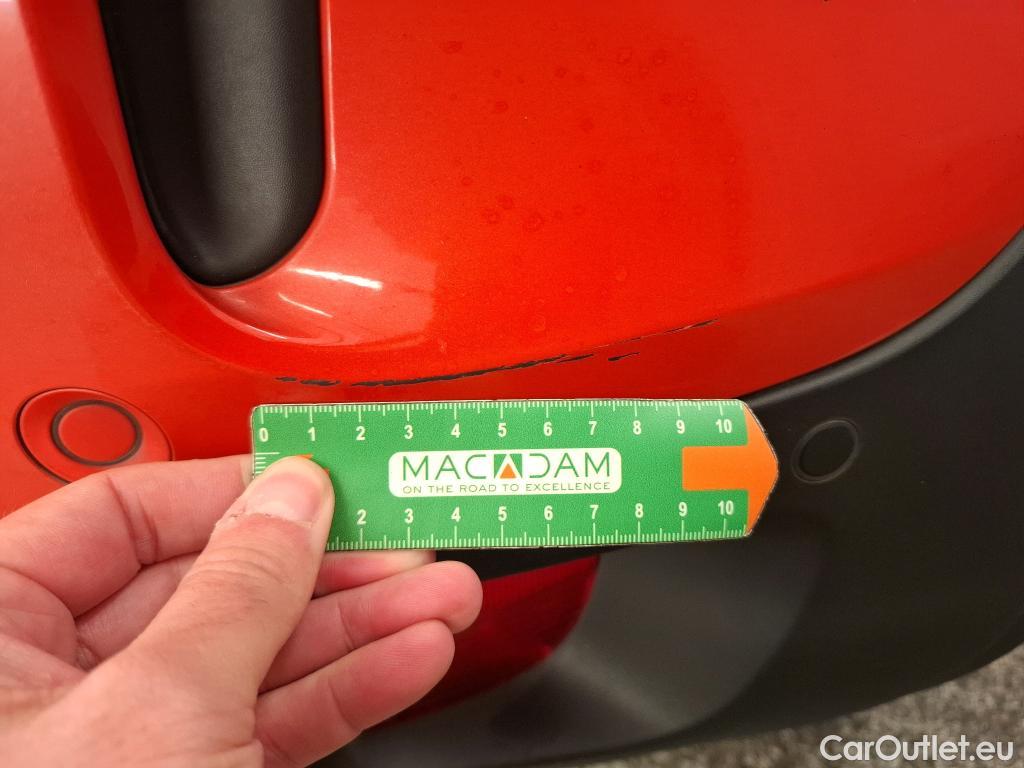 0 1 2 3 4 5 6 7 8 9 10
MACADAM
ON THE ROAD TO EXCELLENCE
2 3 4 5 6 7 8 9 10
CarOutlet.eu